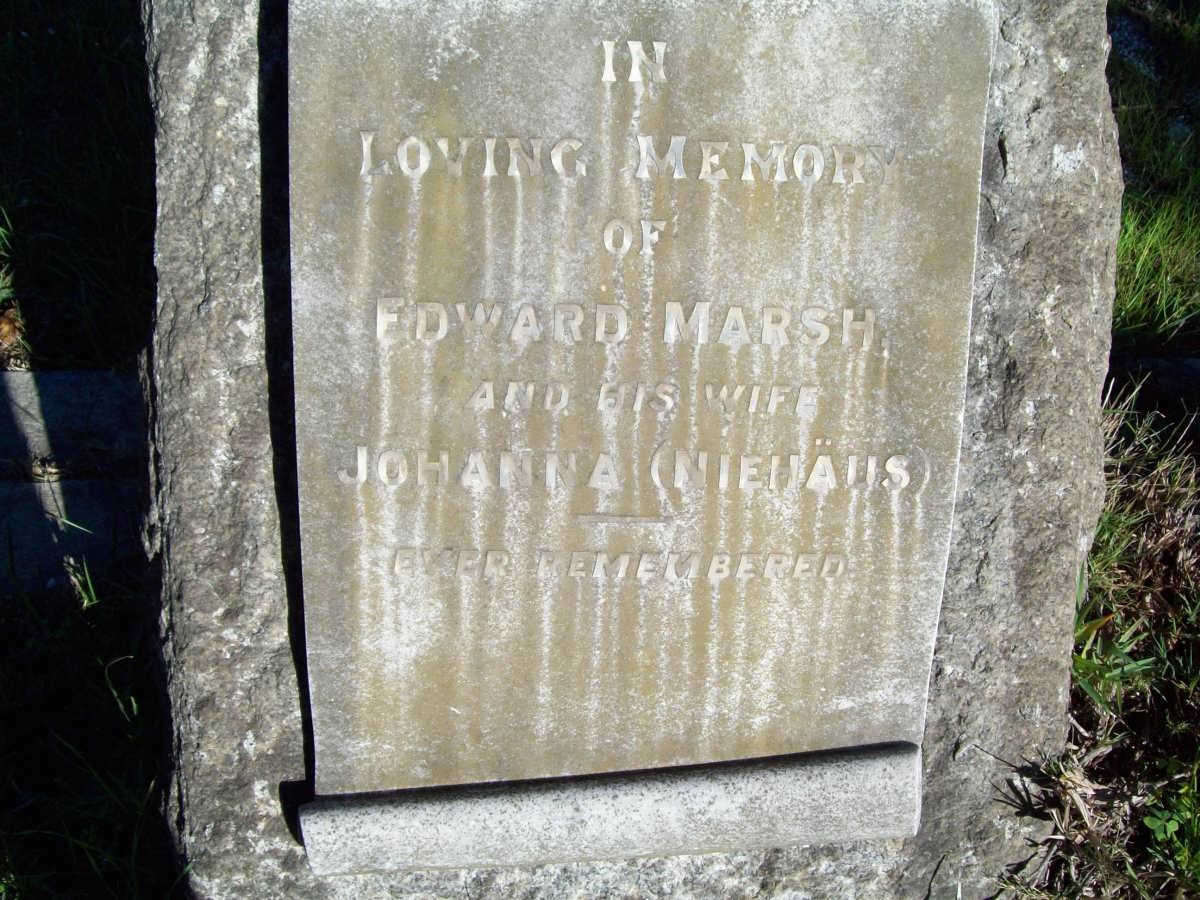 IN
LOVING MEMORY
OF
EDWARD MARSH,
AND HIS WIFE
JOHANNA (NIEHÄUS)
EVER REMEMBERED.